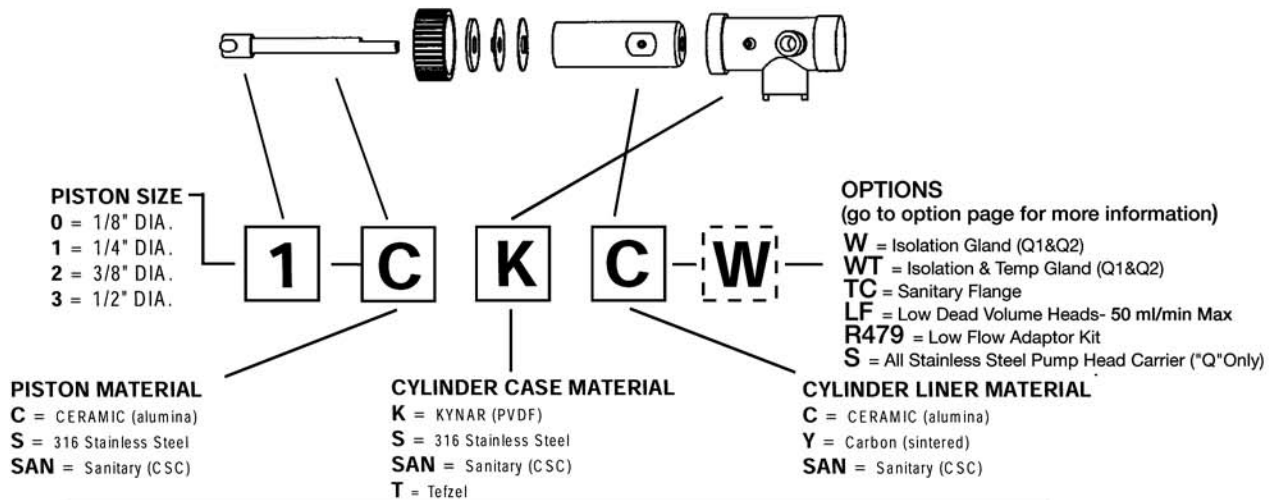 PISTON SIZE
0 = 1/8" DIA.
1 = 1/4" DIA.
2 = 3/8" DIA.
3 = 1/2" DIA.
1 C K C W
OPTIONS
(go to option page for more information)
W = Isolation Gland (Q1&Q2)
WT = Isolation & Temp Gland (Q1&Q2)
TC = Sanitary Flange
LF = Low Dead Volume Heads- 50 ml/min Max
R479 = Low Flow Adaptor Kit
S = All Stainless Steel Pump Head Carrier ("Q"Only)
PISTON MATERIAL
C = CERAMIC (alumina)
S = 316 Stainless Steel
SAN = Sanitary (CSC)
CYLINDER CASE MATERIAL
K = KYNAR (PVDF)
S = 316 Stainless Steel
SAN = Sanitary (CSC)
T = Tefzel
CYLINDER LINER MATERIAL
C = CERAMIC (alumina)
Y = Carbon (sintered)
SAN = Sanitary (CSC)